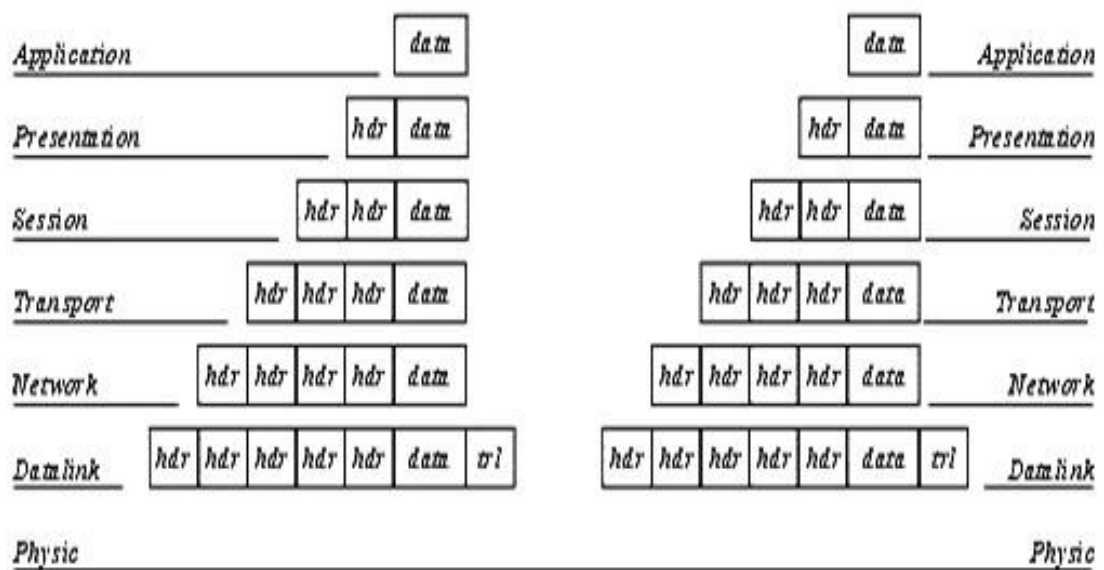 Application data data Application
Presentation hdr data hdr data Presentation
Session hdr hdr data hdr hdr data Session
Transport hdr hdr hdr data hdr hdr hdr data Transport
Network hdr hdr hdr hdr data hdr hdr hdr hdr data Network
Datalink hdr hdr hdr hdr hdr data trl hdr hdr hdr hdr hdr data trl Datalink
Physic Physic